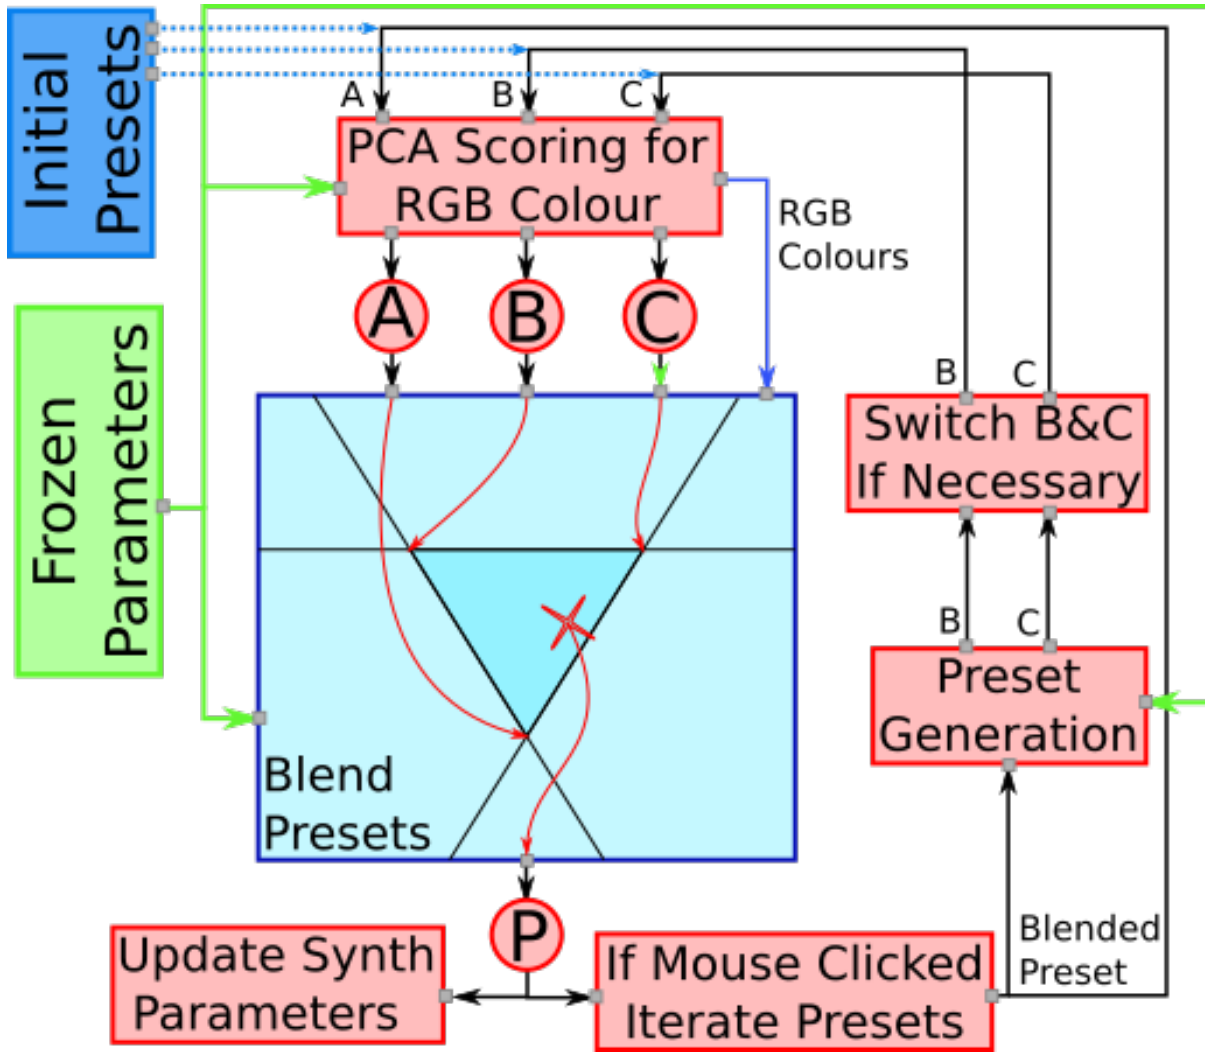 Initial
Presets
A
B
C
PCA Scoring for
RGB Colour
RGB
Colours
A
B
C
Frozen
Parameters
B
C
Switch B&C
If Necessary
B
C
Preset
Generation
Blend
Presets
P
Update Synth
Parameters
If Mouse Clicked
Iterate Presets
Blended
Preset